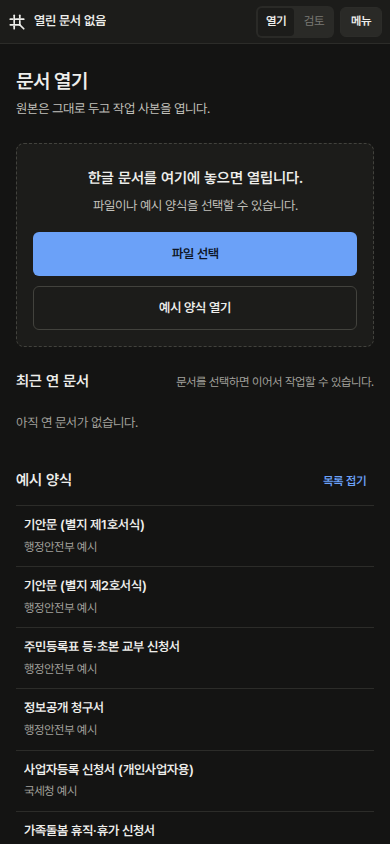 열린 문서 없음
열기
검토
메뉴
문서 열기
원본은 그대로 두고 작업 사본을 엽니다.
한글 문서를 여기에 놓으면 열립니다.
파일이나 예시 양식을 선택할 수 있습니다.
파일 선택
예시 양식 열기
최근 연 문서
문서를 선택하면 이어서 작업할 수 있습니다.
아직 연 문서가 없습니다.
예시 양식
목록 접기
기안문 (별지 제1호서식)
행정안전부 예시
기안문 (별지 제2호서식)
행정안전부 예시
주민등록표 등·초본 교부 신청서
행정안전부 예시
정보공개 청구서
행정안전부 예시
사업자등록 신청서 (개인사업자용)
국세청 예시
가족돌봄 휴직·휴가 신청서